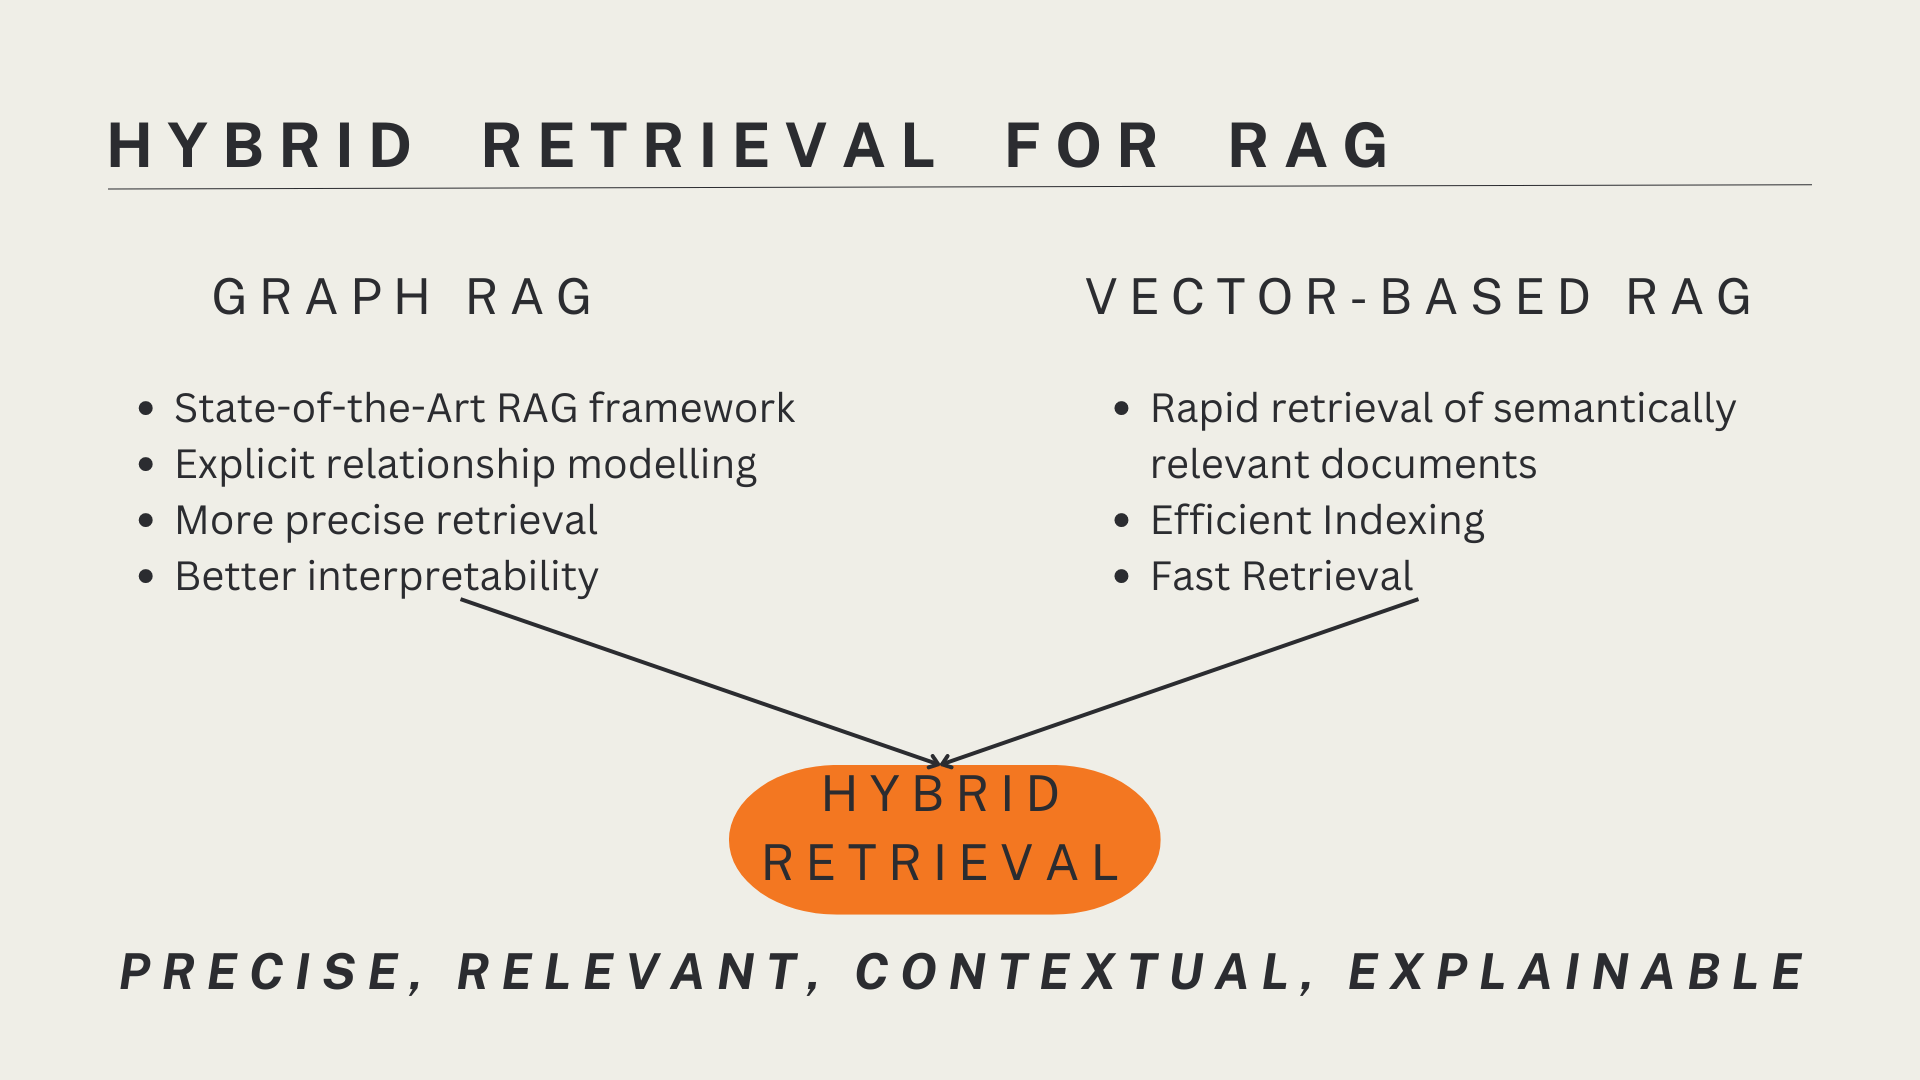 HYBRID RETRIEVAL FOR RAG
GRAPH RAG
• State-of-the-Art RAG framework
• Explicit relationship modelling
• More precise retrieval
• Better interpretability
VECTOR-BASED RAG
• Rapid retrieval of semantically
relevant documents
• Efficient Indexing
• Fast Retrieval
HYBRID
RETRIEVAL
PRECISE, RELEVANT, CONTEXTUAL, EXPLAINABLE